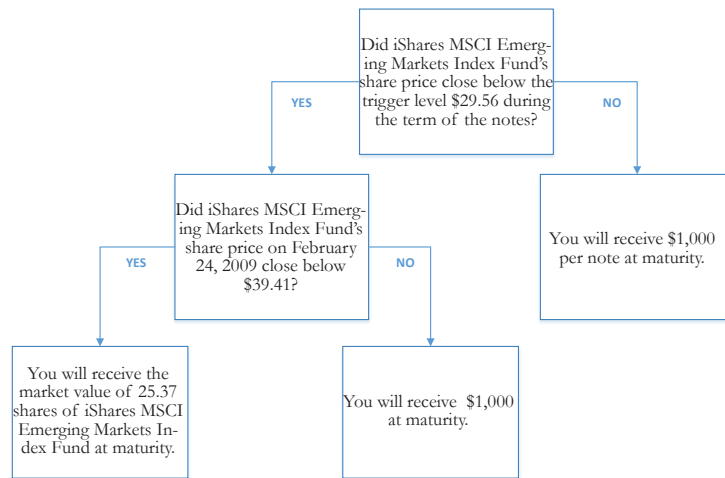 Did iShares MSCI Emerg-
ing Markets Index Fund's
share price close below the
trigger level $29.56 during
the term of the notes?
YES
NO
Did iShares MSCI Emerg-
ing Markets Index Fund's
share price on February
24, 2009 close below
$39.41?
You will receive $1,000
per note at maturity.
YES
NO
You will receive the
market value of 25.37
shares of iShares MSCI
Emerging Markets In-
dex Fund at maturity.
You will receive $1,000
at maturity.